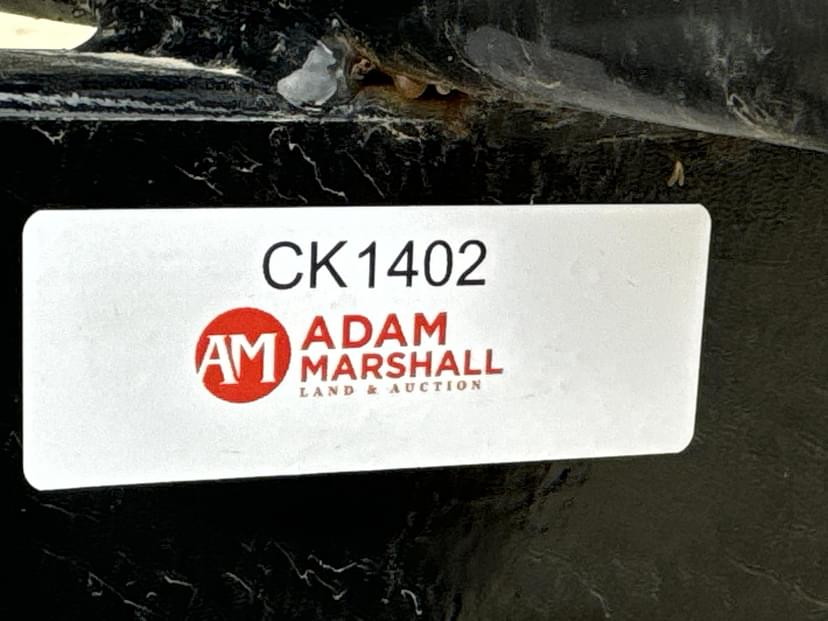 CK1402
AM
ADAM
MARSHALL
LAND & AUCTION